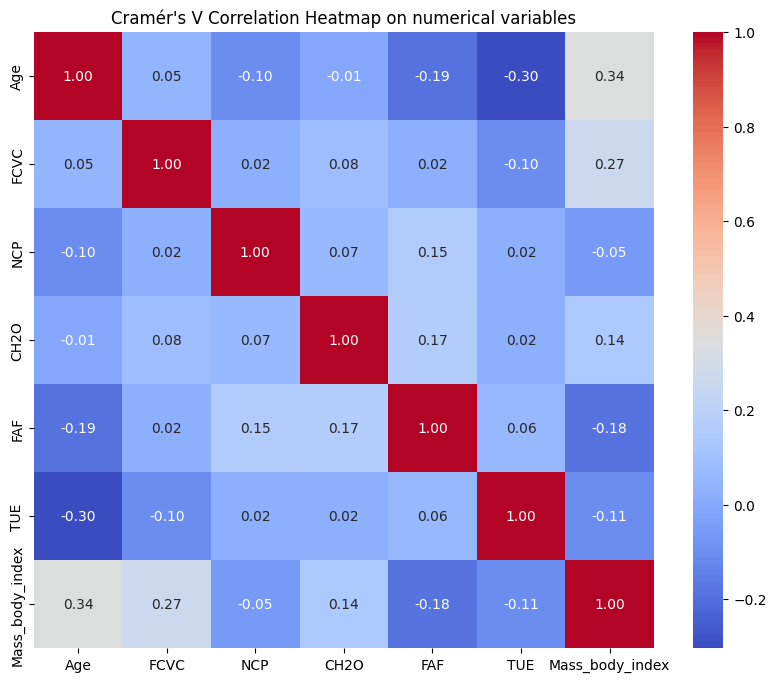 Cramér's V Correlation Heatmap on numerical variables
Age 1.00 0.05 -0.10 -0.01 -0.19 -0.30 0.34
FCVC 0.05 1.00 0.02 0.08 0.02 -0.10 0.27
NCP -0.10 0.02 1.00 0.07 0.15 0.02 -0.05
CH2O -0.01 0.08 0.07 1.00 0.17 0.02 0.14
FAF -0.19 0.02 0.15 0.17 1.00 0.06 -0.18
TUE -0.30 -0.10 0.02 0.02 0.06 1.00 -0.11
Mass_body_index 0.34 0.27 -0.05 0.14 -0.18 -0.11 1.00
Age FCVC NCP CH2O FAF TUE Mass_body_index
1.0
0.8
0.6
0.4
0.2
0.0
−0.2